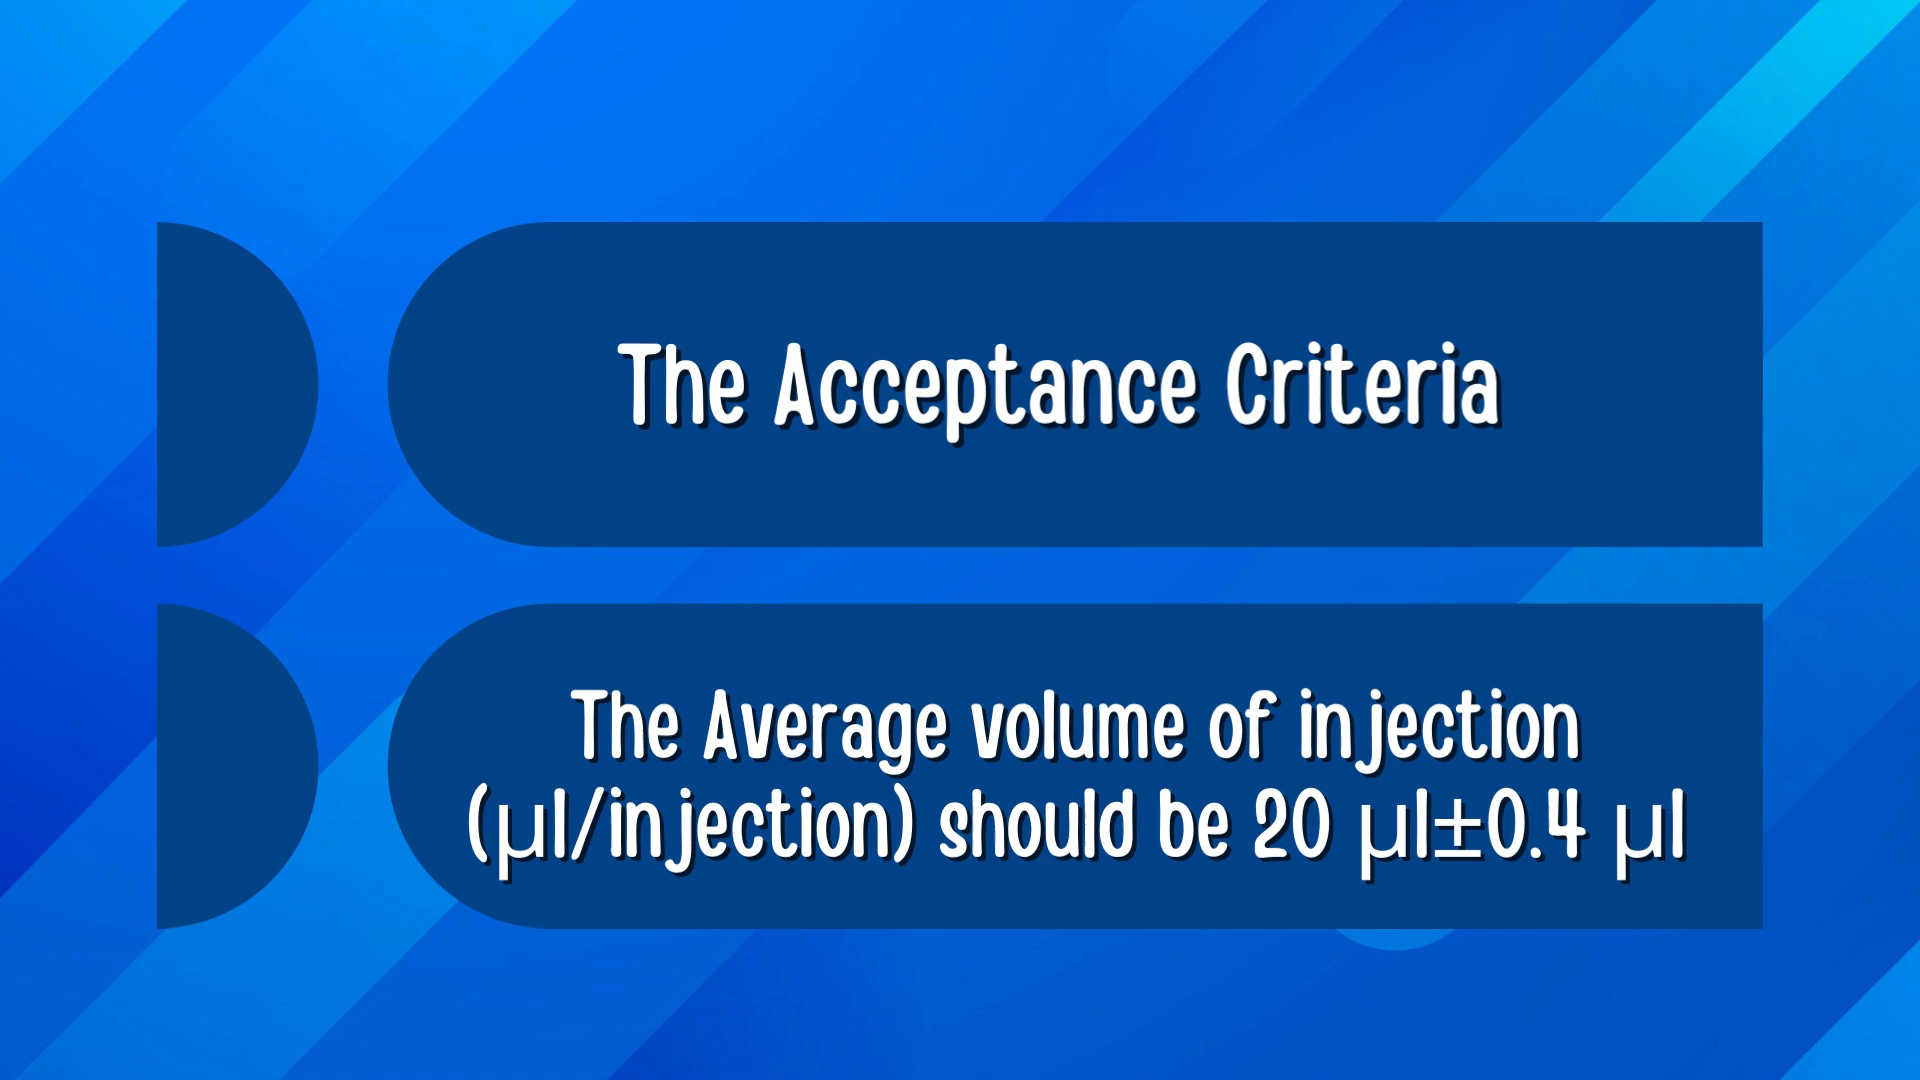 The Acceptance Criteria
The Average volume of injection
(µl/injection) should be 20 µl±0.4 µl